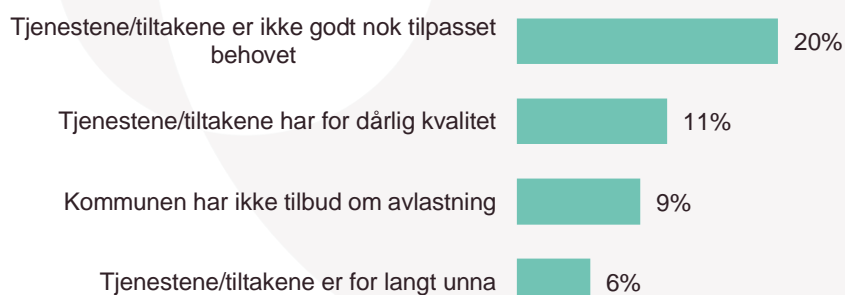 Tjenestene/tiltakene er ikke godt nok tilpasset
behovet
20%
Tjenestene/tiltakene har for dårlig kvalitet
11%
Kommunen har ikke tilbud om avlastning
9%
Tjenestene/tiltakene er for langt unna
6%